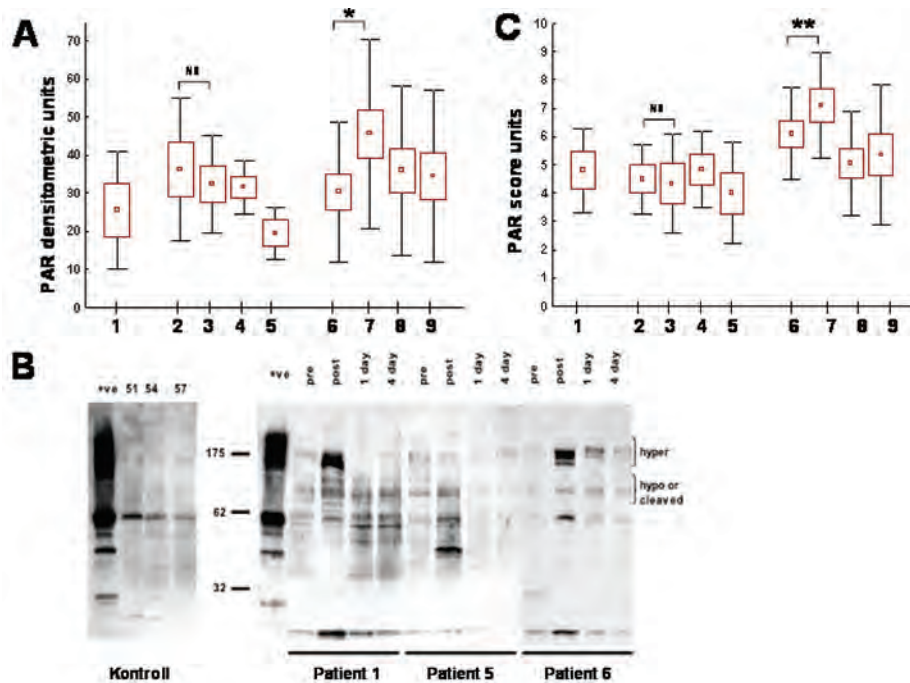 A
PAR densitometric units
70
60
50
40
30
20
10
0
NS
*
1 2 3 4 5 6 7 8 9
C
PAR score units
10
9
8
7
6
5
4
3
2
1
0
NS
**
1 2 3 4 5 6 7 8 9
B
+ve 51 54 57
+ve pre post 1 day 4 day pre post 1 day 4 day pre post 1 day 4 day
175
62
32
hyper
hypo or
cleaved
Kontroll
Patient 1
Patient 5
Patient 6